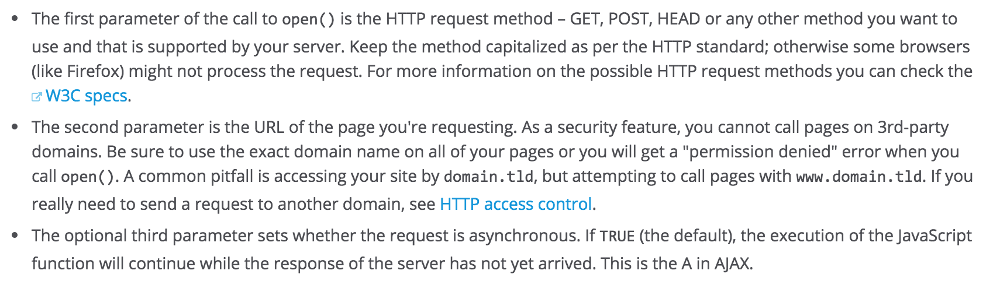 • The first parameter of the call to open() is the HTTP request method – GET, POST, HEAD or any other method you want to
use and that is supported by your server. Keep the method capitalized as per the HTTP standard; otherwise some browsers
(like Firefox) might not process the request. For more information on the possible HTTP request methods you can check the
W3C specs.
• The second parameter is the URL of the page you're requesting. As a security feature, you cannot call pages on 3rd-party
domains. Be sure to use the exact domain name on all of your pages or you will get a "permission denied" error when you
call open(). A common pitfall is accessing your site by domain.tld, but attempting to call pages with www.domain.tld. If you
really need to send a request to another domain, see HTTP access control.
• The optional third parameter sets whether the request is asynchronous. If TRUE (the default), the execution of the JavaScript
function will continue while the response of the server has not yet arrived. This is the A in AJAX.